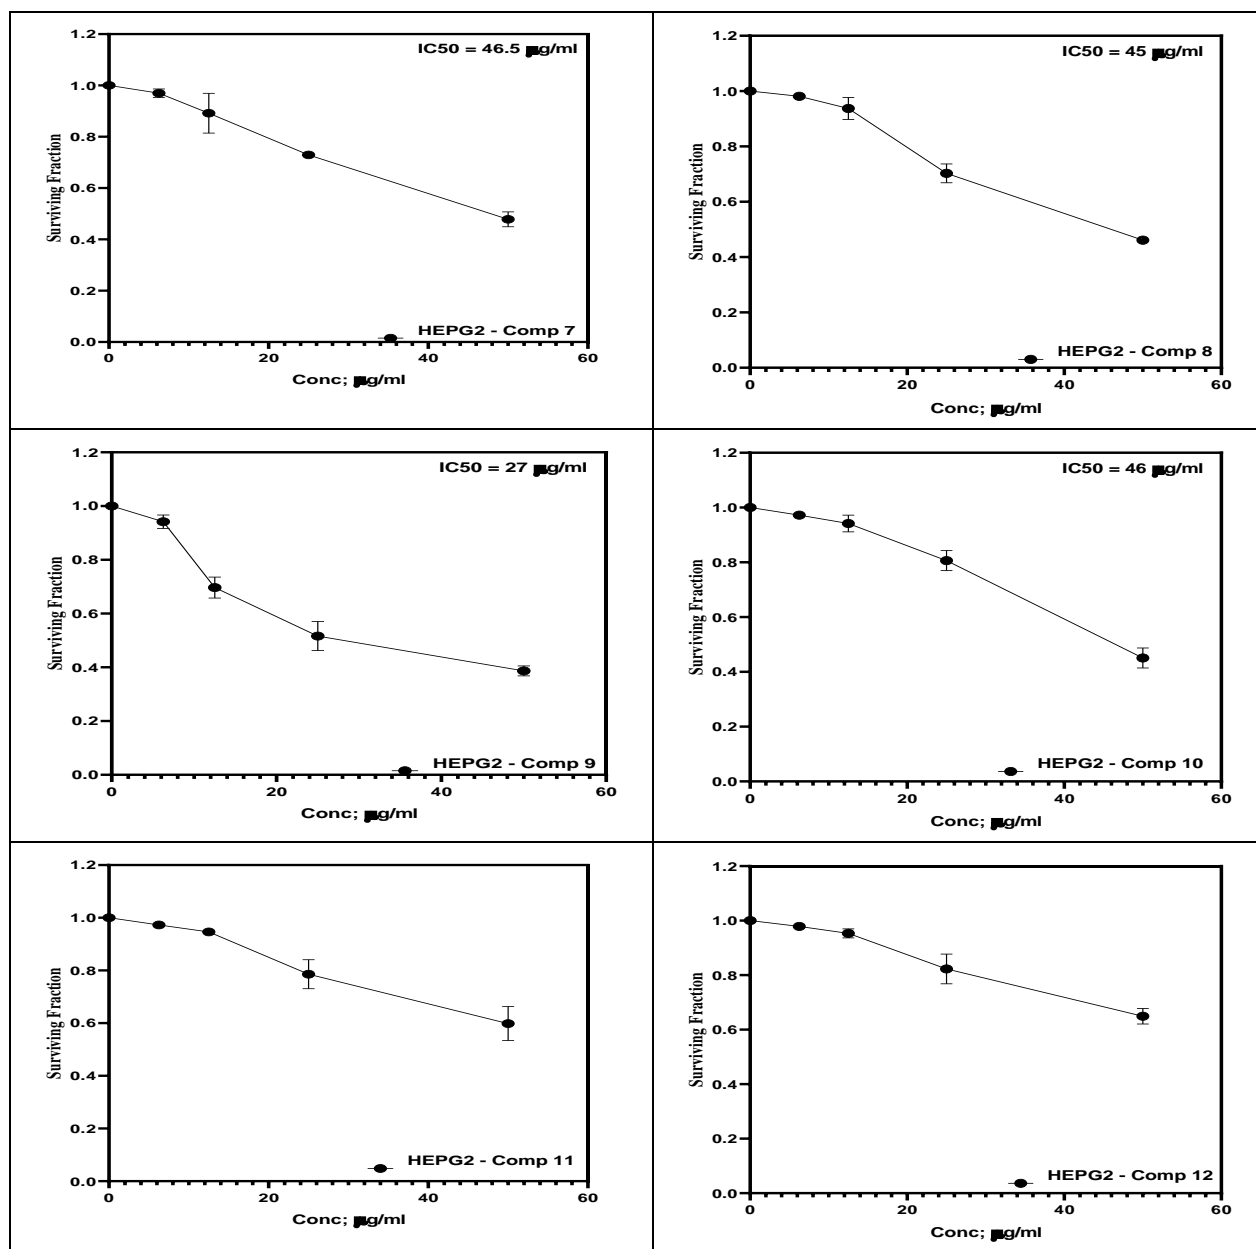 1.2
IC50 = 46.5 µg/ml
1.0
0.8
0.6
0.4
0.2
0.0
Surviving Fraction
HEPG2 - Comp 7
0 20 40 60
Conc; µg/ml
1.2
IC50 = 45 µg/ml
1.0
0.8
0.6
0.4
0.2
0.0
Surviving Fraction
HEPG2 - Comp 8
0 20 40 60
Conc; µg/ml
1.2
IC50 = 27 µg/ml
1.0
0.8
0.6
0.4
0.2
0.0
Surviving Fraction
HEPG2 - Comp 9
0 20 40 60
Conc; µg/ml
1.2
IC50 = 46 µg/ml
1.0
0.8
0.6
0.4
0.2
0.0
Surviving Fraction
HEPG2 - Comp 10
0 20 40 60
Conc; µg/ml
1.2
1.0
0.8
0.6
0.4
0.2
0.0
Surviving Fraction
HEPG2 - Comp 11
0 20 40 60
Conc; µg/ml
1.2
1.0
0.8
0.6
0.4
0.2
0.0
Surviving Fraction
HEPG2 - Comp 12
0 20 40 60
Conc; µg/ml